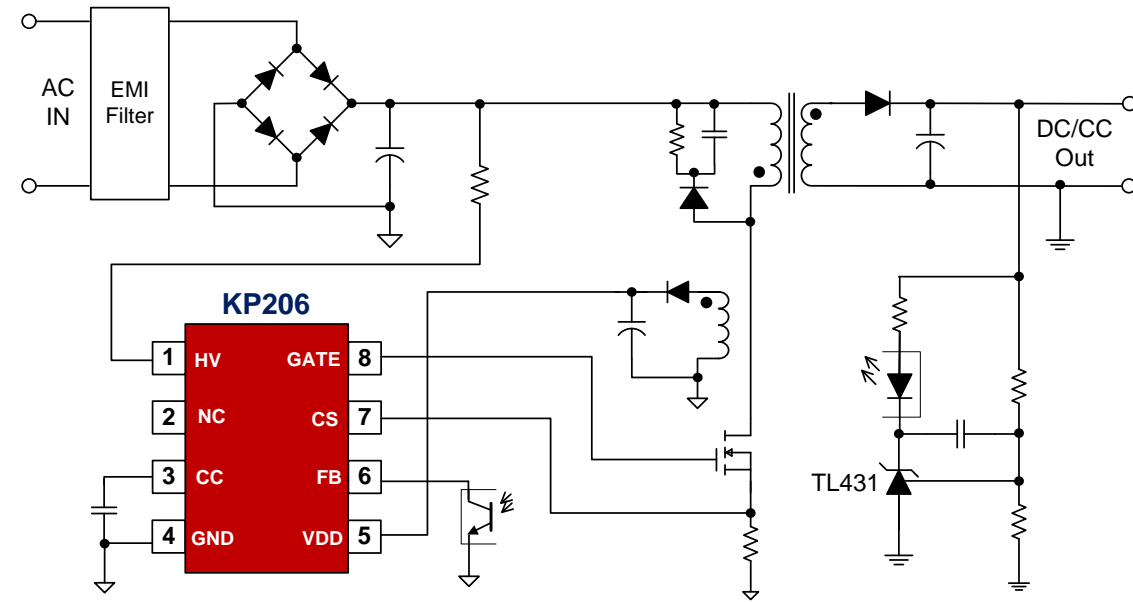 AC
IN
EMI
Filter
DC/CC
Out
KP206
1 HV
GATE 8
2 NC
CS 7
3 CC
FB 6
4 GND
VDD 5
TL431